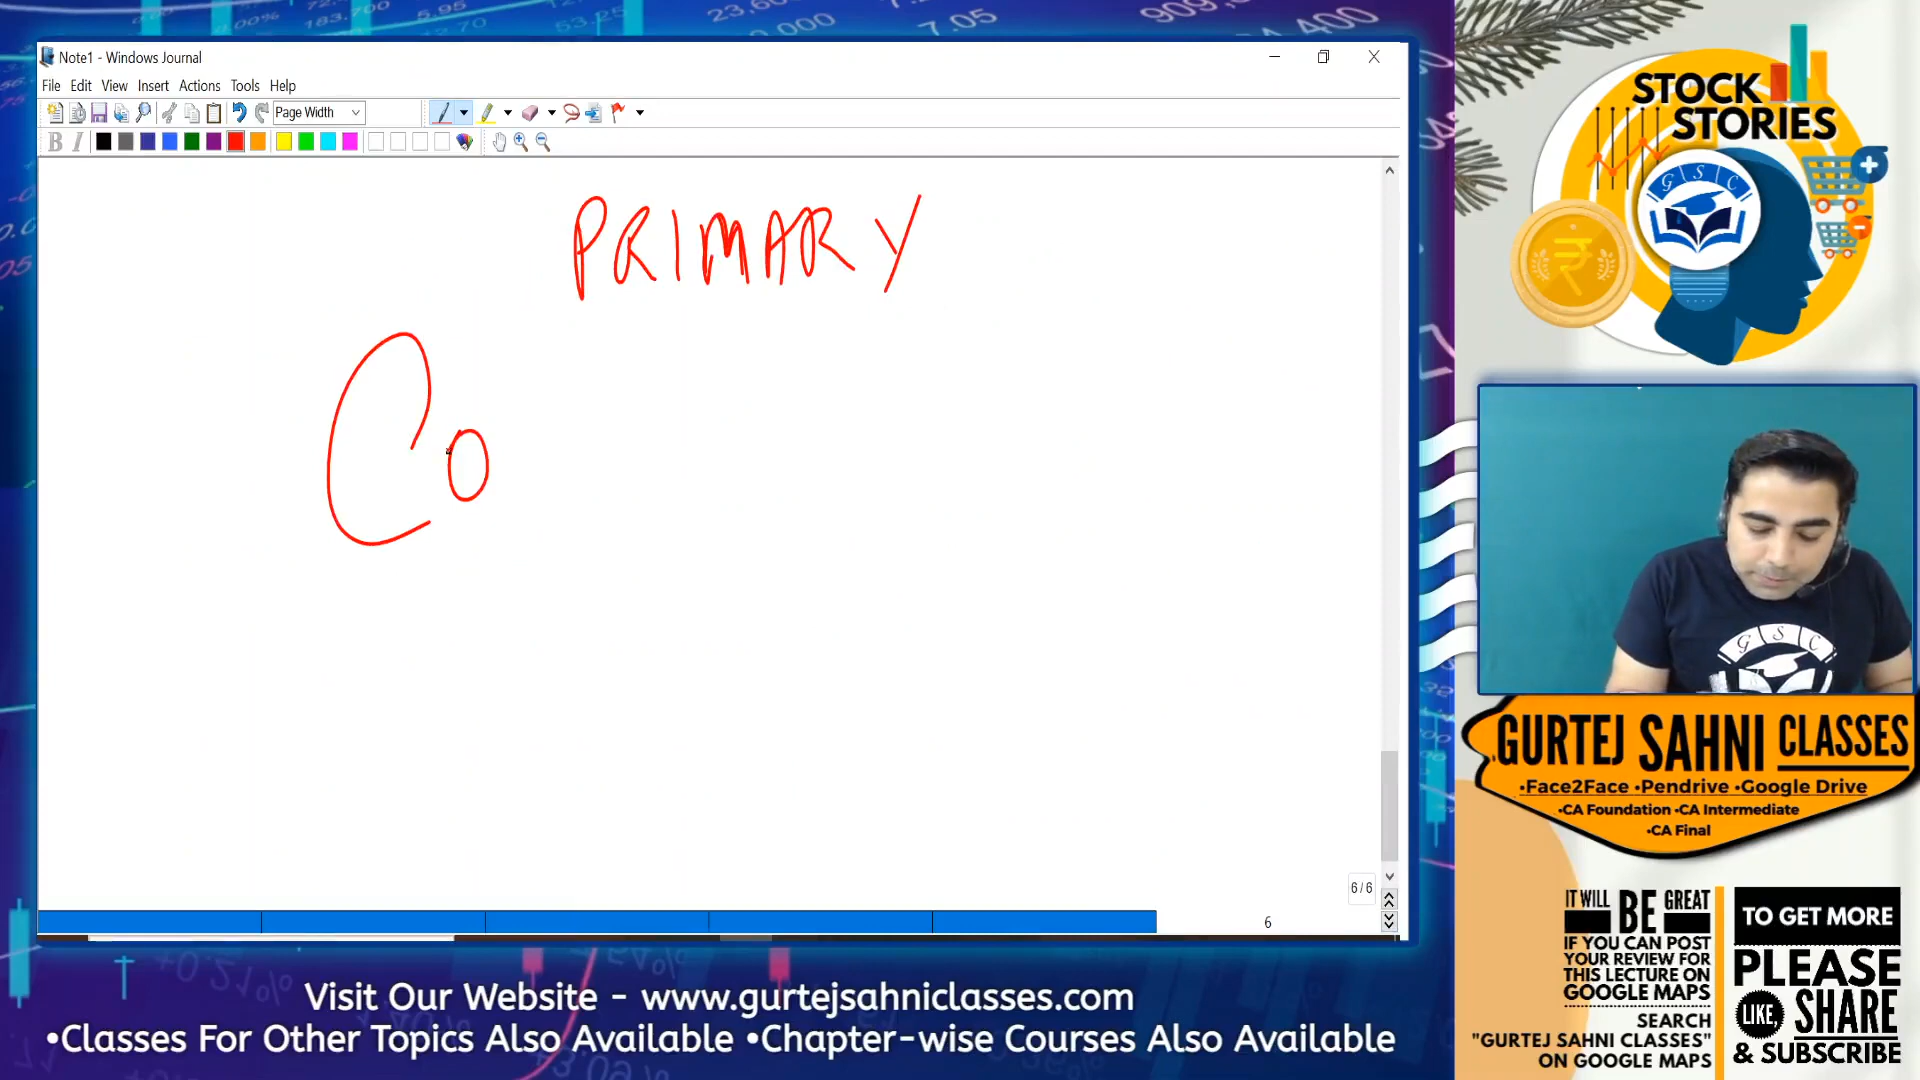 Note1 - Windows Journal
File Edit View Insert Actions Tools Help
Page Width
B I
PRIMARY
Co
6 / 6
6
STOCK
STORIES
G S C
G S C
GURTEJ SAHNI CLASSES
•Face2Face •Pendrive •Google Drive
•CA Foundation •CA Intermediate
•CA Final
IT WILL BE GREAT
IF YOU CAN POST
YOUR REVIEW FOR
THIS LECTURE ON
GOOGLE MAPS
SEARCH
"GURTEJ SAHNI CLASSES"
ON GOOGLE MAPS
TO GET MORE
PLEASE
LIKE, SHARE
& SUBSCRIBE
Visit Our Website - www.gurtejsahniclasses.com
•Classes For Other Topics Also Available •Chapter-wise Courses Also Available